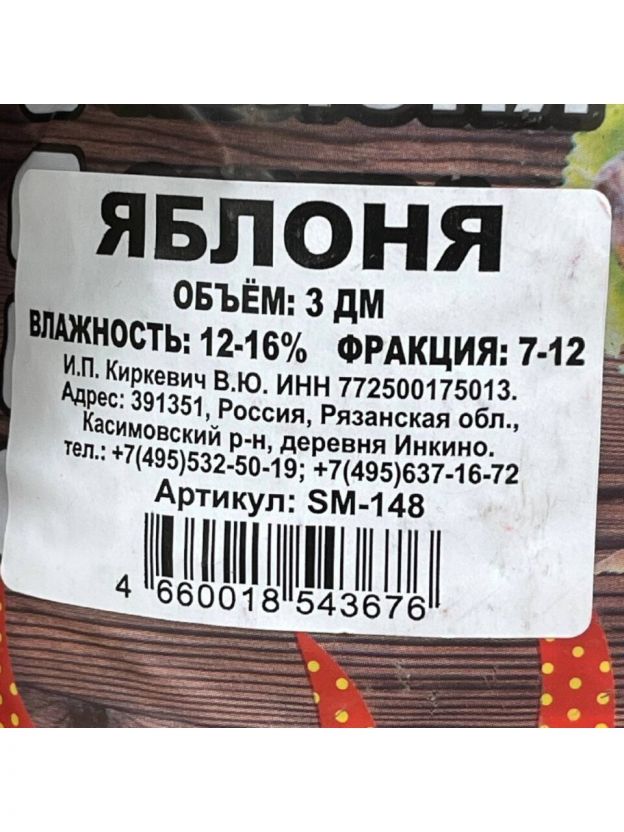 ЯБЛОНЯ
ОБЪЁМ: 3 ДМ
ВЛАЖНОСТЬ: 12-16% ФРАКЦИЯ: 7-12
И.П. Киркевич В.Ю. ИНН 772500175013.
Адрес: 391351, Россия, Рязанская обл.,
Касимовский р-н, деревня Инкино.
тел.: +7(495)532-50-19; +7(495)637-16-72
Артикул: SM-148
4 660018 543676